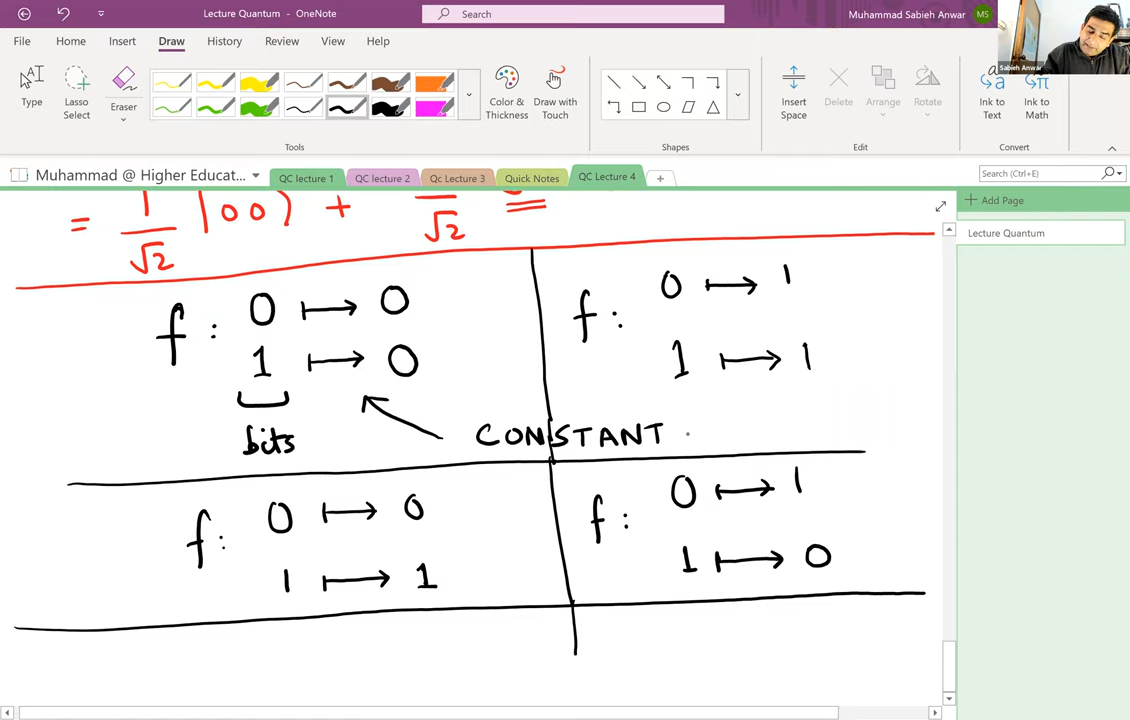 Lecture Quantum - OneNote
Search
Muhammad Sabieh Anwar
MS
Sabieh Anwar
File Home Insert Draw History Review View Help
Type
Lasso Select
Eraser
Color & Thickness
Draw with Touch
Insert Space
Delete
Arrange
Rotate
Ink to Text
Ink to Math
Tools
Shapes
Edit
Convert
Muhammad @ Higher Educat...
QC lecture 1
QC lecture 2
Qc Lecture 3
Quick Notes
QC Lecture 4
Search (Ctrl+E)
Add Page
Lecture Quantum
= 1/√2 |00⟩ + /√2
f : 0 ↦ 0
1 ↦ 0
bits
f : 0 ↦ 1
1 ↦ 1
CONSTANT
f : 0 ↦ 0
1 ↦ 1
f : 0 ↦ 1
1 ↦ 0